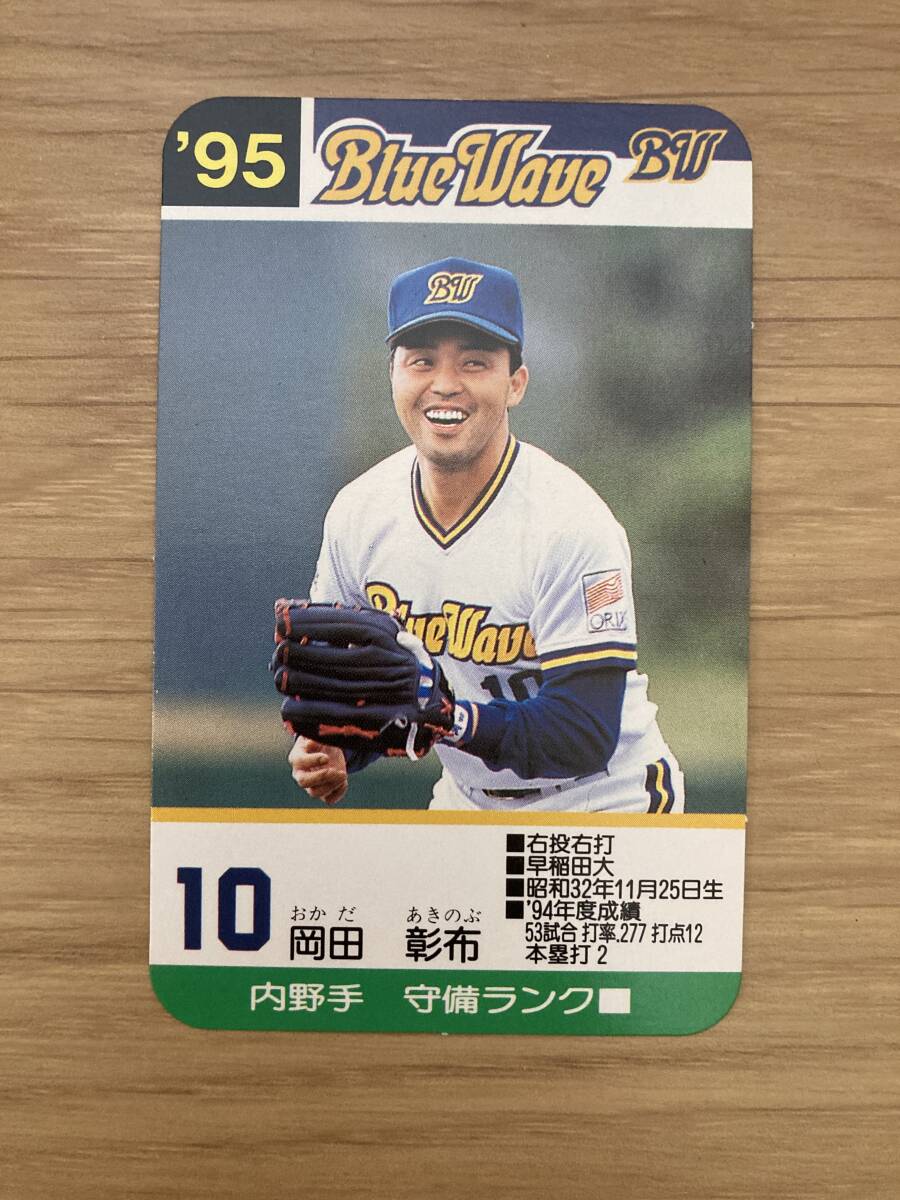 '95
BlueWave BW
BW
BlueWave
ORIX
10
10
おかだ あきのぶ
岡田 彰布
■右投右打
■早稲田大
■昭和32年11月25日生
■'94年度成績
53試合 打率.277 打点12
本塁打2
内野手 守備ランク■